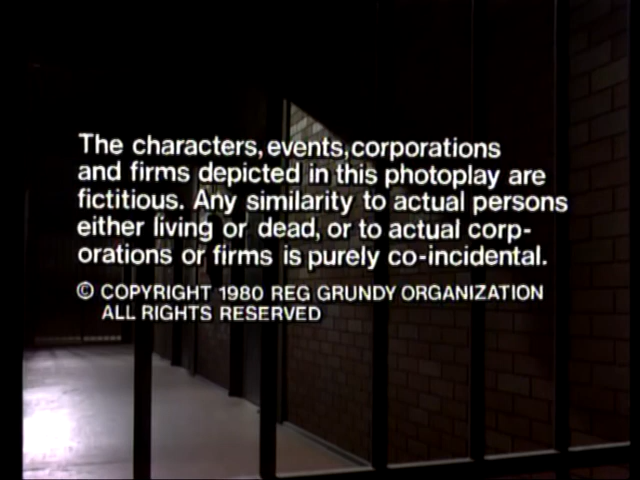 The characters, events, corporations
and firms depicted in this photoplay are
fictitious. Any similarity to actual persons
either living or dead, or to actual corp-
orations or firms is purely co-incidental.
© COPYRIGHT 1980 REG GRUNDY ORGANIZATION
ALL RIGHTS RESERVED